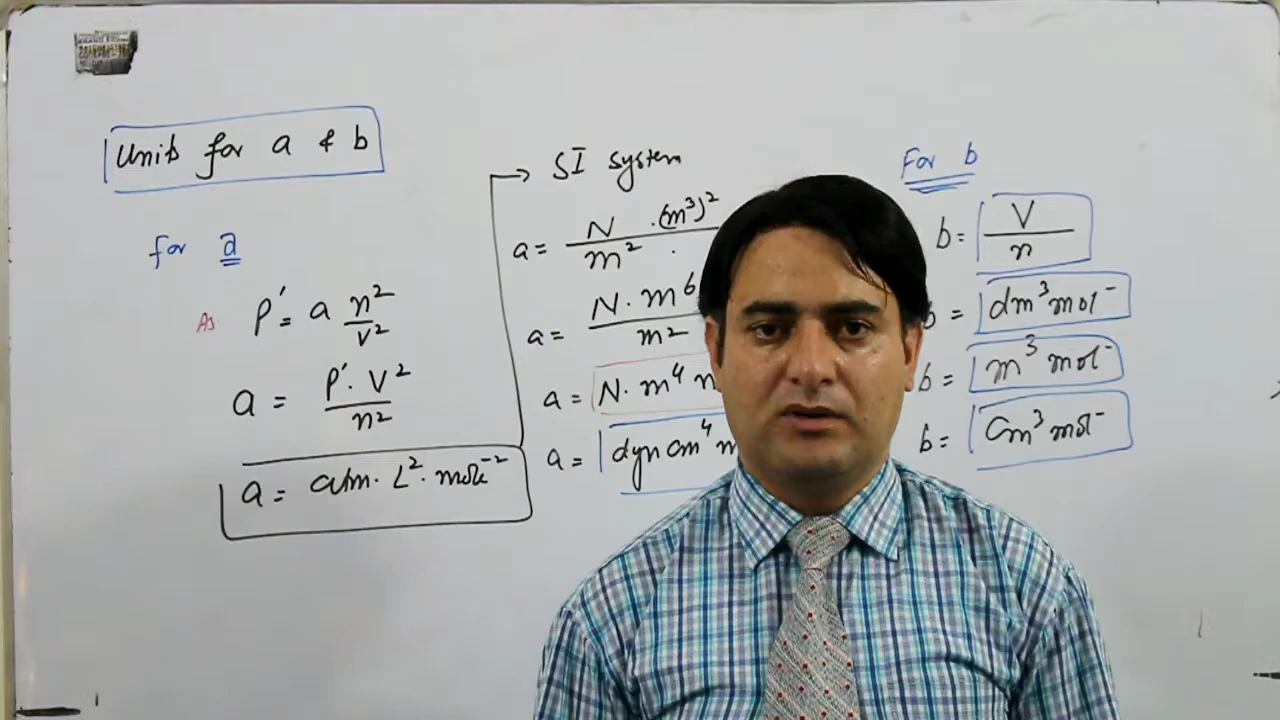 Units for a & b
for a
As P' = a n²/V²
a = P'. V²/n²
a = atm. L². mole⁻²
SI system
a = N/m² . (m³)²
a = N. m⁶/m²
a = N. m⁴
a = dyn cm⁴
For b
b = V/n
b = dm³ mol⁻
b = m³ mol⁻
b = Cm³ mol⁻